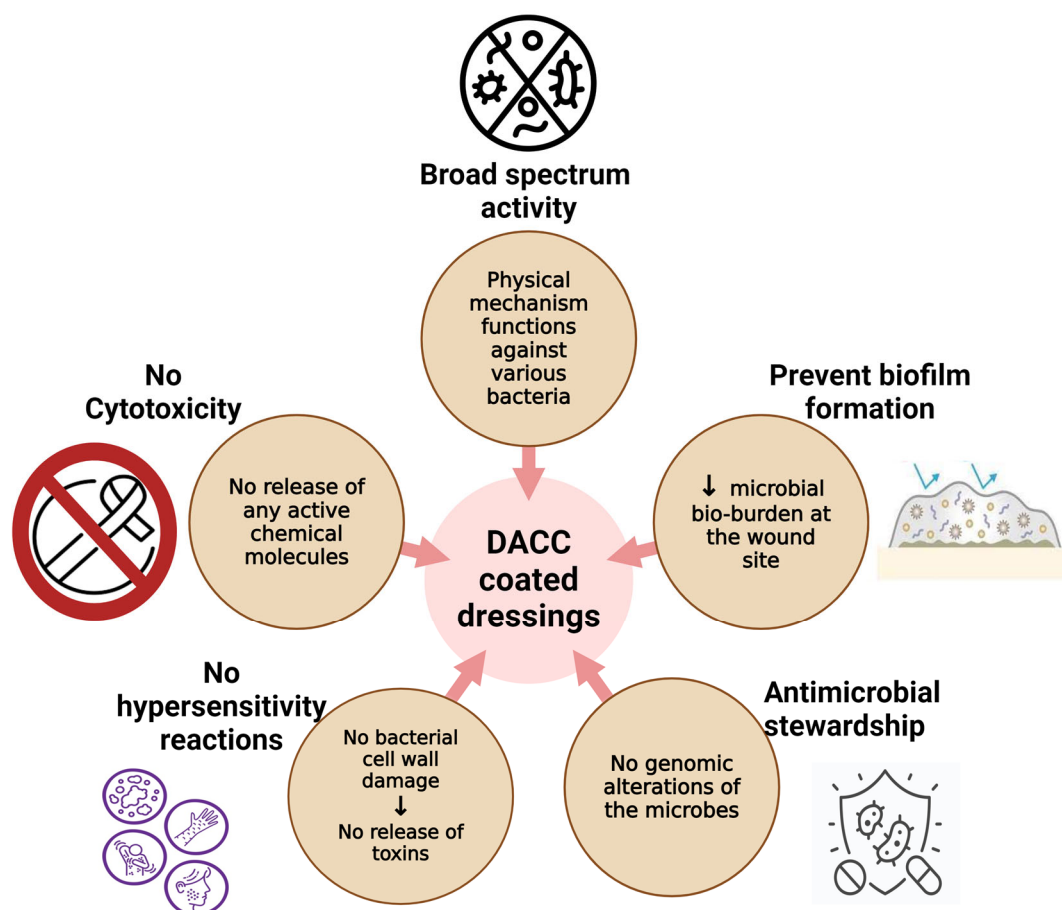 Broad spectrum
activity
Physical
mechanism
functions
against
various
bacteria
No
Cytotoxicity
No release of
any active
chemical
molecules
Prevent biofilm
formation
↓ microbial
bio-burden at
the wound
site
DACC
coated
dressings
No
hypersensitivity
reactions
No bacterial
cell wall
damage
↓
No release of
toxins
Antimicrobial
stewardship
No genomic
alterations of
the microbes